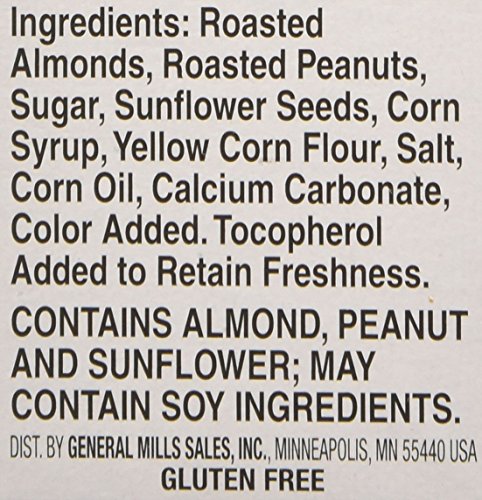 Ingredients: Roasted
Almonds, Roasted Peanuts,
Sugar, Sunflower Seeds, Corn
Syrup, Yellow Corn Flour, Salt,
Corn Oil, Calcium Carbonate,
Color Added. Tocopherol
Added to Retain Freshness.
CONTAINS ALMOND, PEANUT
AND SUNFLOWER; MAY
CONTAIN SOY INGREDIENTS.
DIST. BY GENERAL MILLS SALES, INC., MINNEAPOLIS, MN 55440 USA
GLUTEN FREE